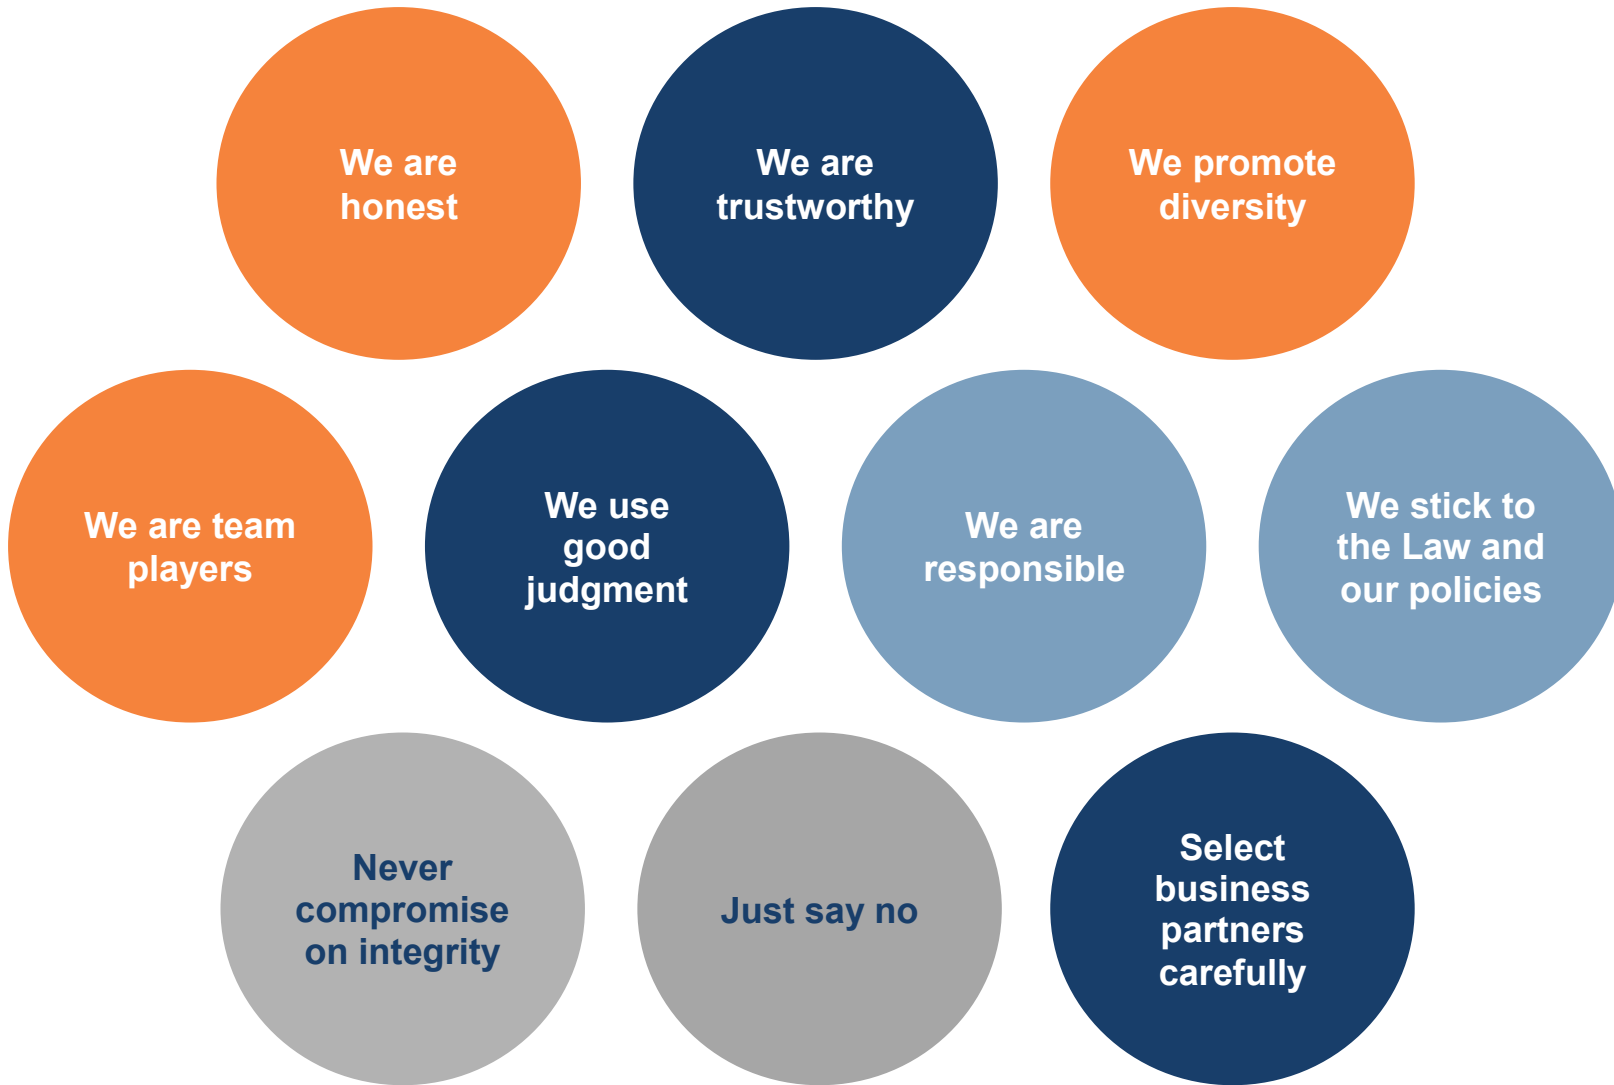 We are
honest
We are
trustworthy
We promote
diversity
We are team
players
We use
good
judgment
We are
responsible
We stick to
the Law and
our policies
Never
compromise
on integrity
Just say no
Select
business
partners
carefully